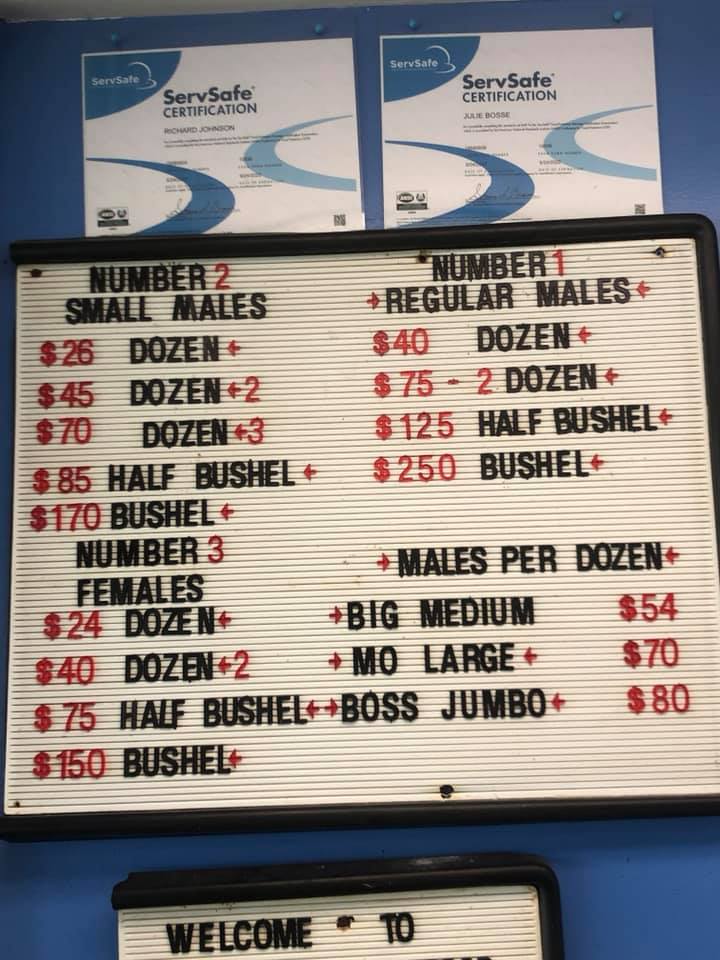 ServSafe
ServSafe®
CERTIFICATION
RICHARD JOHNSON
ServSafe
ServSafe®
CERTIFICATION
JULIE BOSSE
NUMBER 2
SMALL MALES
$26 DOZEN
$45 DOZEN 2
$70 DOZEN 3
$85 HALF BUSHEL
$170 BUSHEL
NUMBER 3
FEMALES
$24 DOZEN
$40 DOZEN 2
$75 HALF BUSHEL
$150 BUSHEL
NUMBER 1
REGULAR MALES
$40 DOZEN
$75 - 2 DOZEN
$125 HALF BUSHEL
$250 BUSHEL
MALES PER DOZEN
BIG MEDIUM $54
MO LARGE $70
BOSS JUMBO $80
WELCOME TO